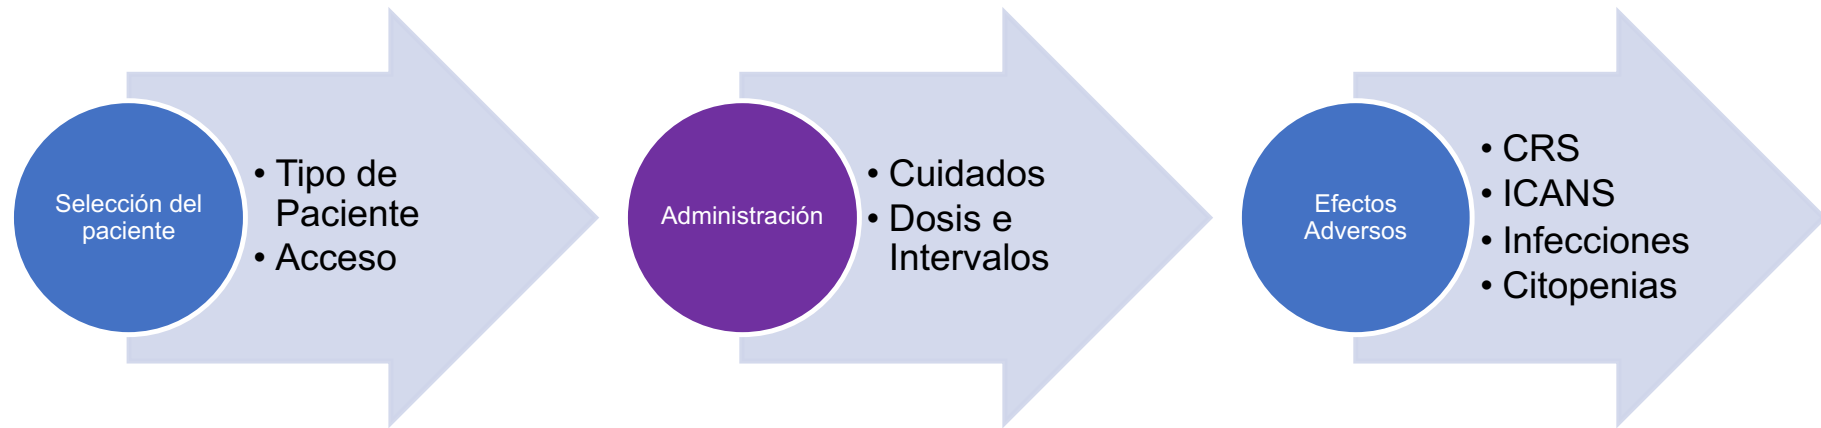 Selección del
paciente
• Tipo de
Paciente
• Acceso
Administración
• Cuidados
• Dosis e
Intervalos
Efectos
Adversos
• CRS
• ICANS
• Infecciones
• Citopenias